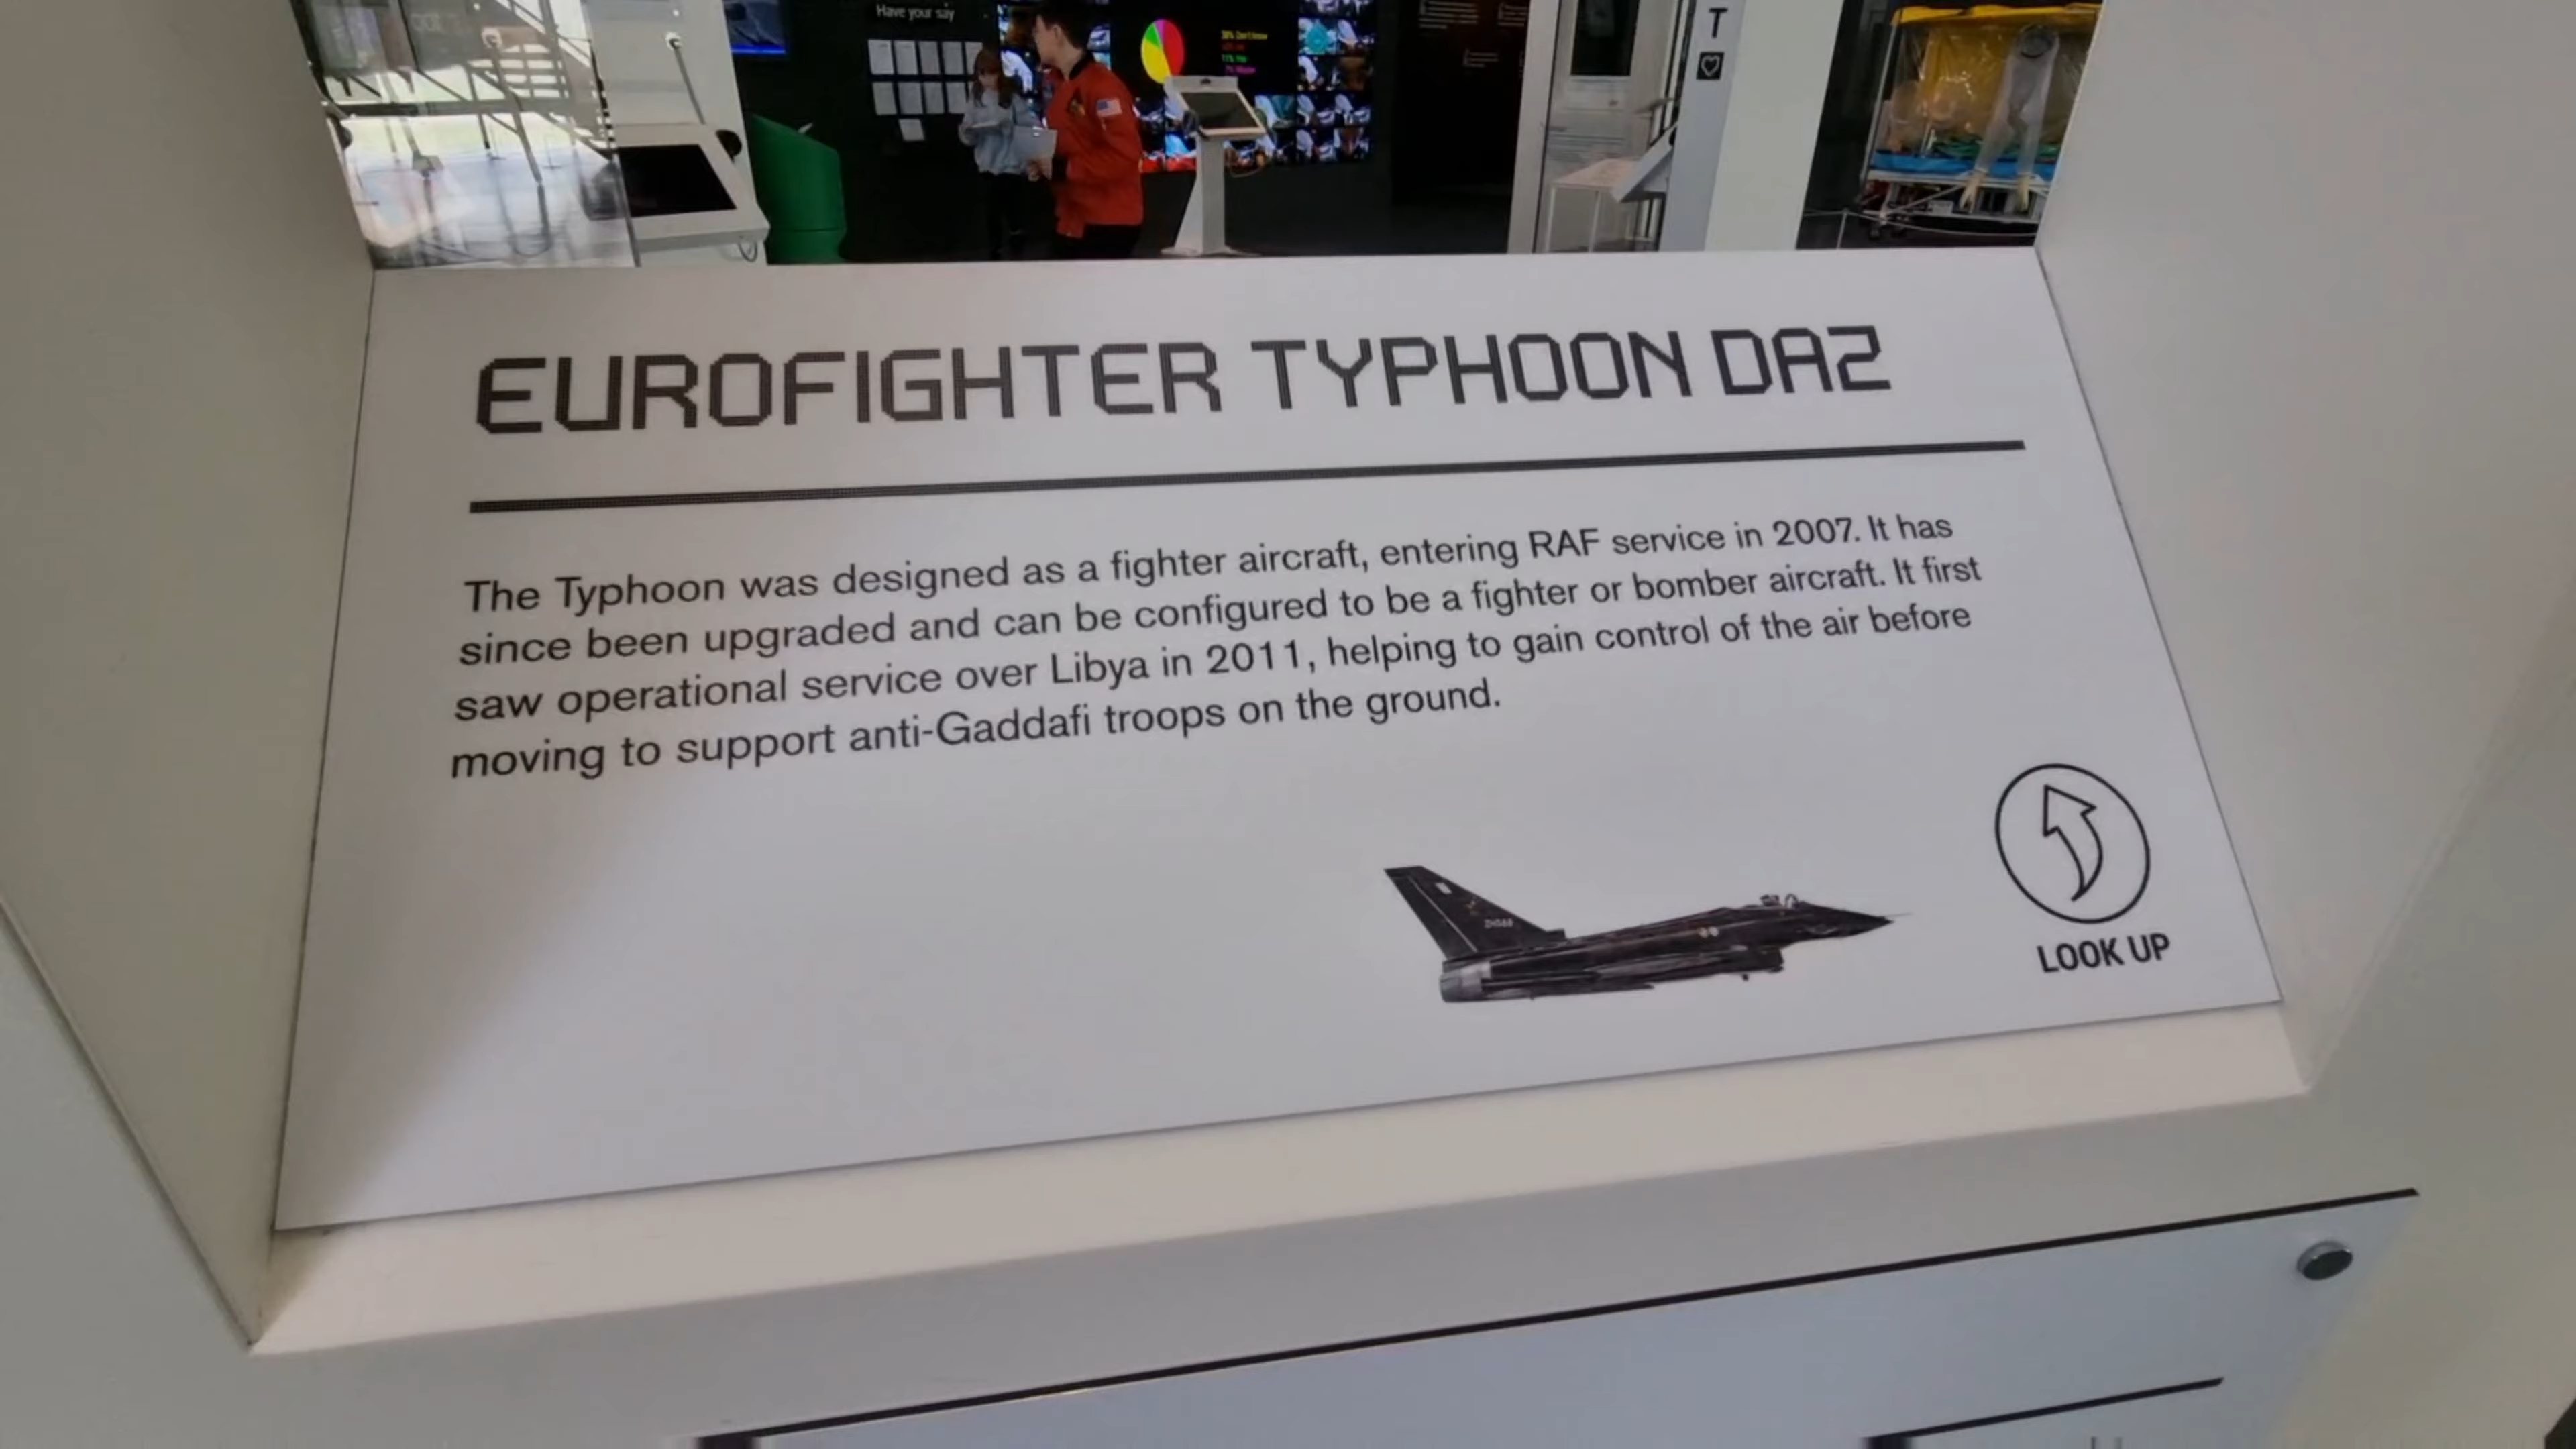 Have your say
T
EUROFIGHTER TYPHOON DA2
The Typhoon was designed as a fighter aircraft, entering RAF service in 2007. It has
since been upgraded and can be configured to be a fighter or bomber aircraft. It first
saw operational service over Libya in 2011, helping to gain control of the air before
moving to support anti-Gaddafi troops on the ground.
LOOK UP